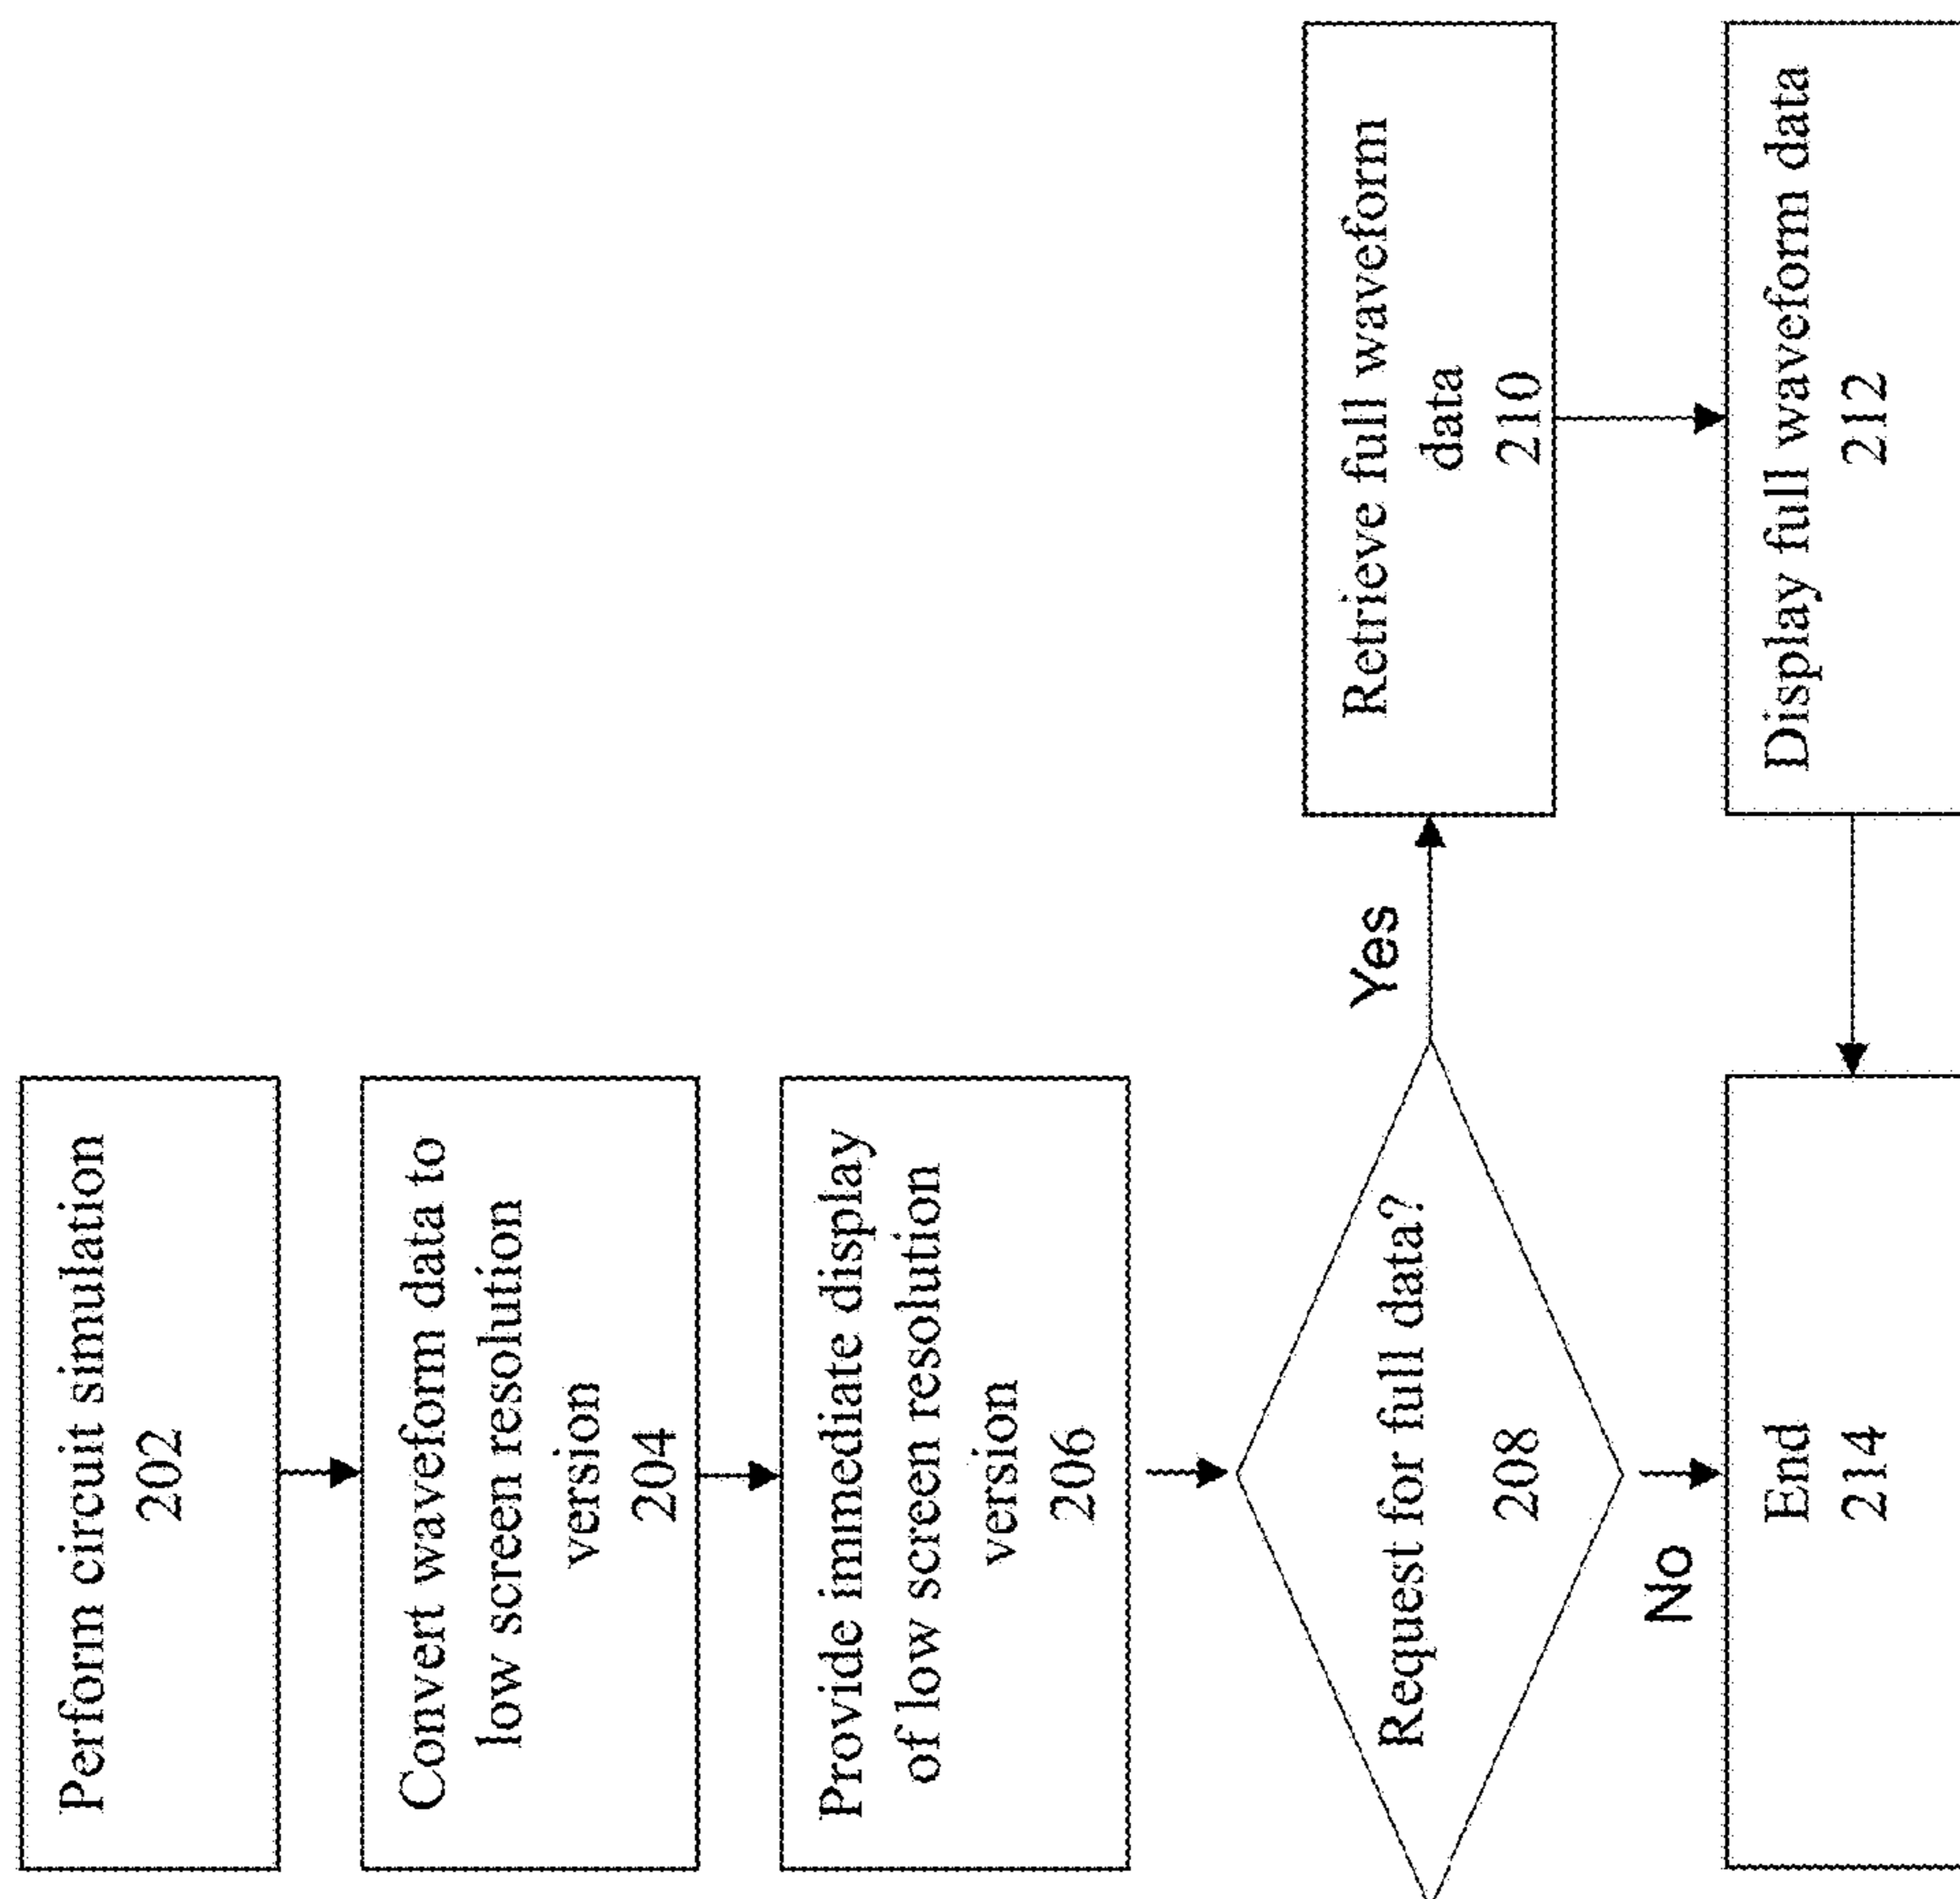 Perform circuit simulation
202
Convert waveform data to
low screen resolution
version
204
Provide immediate display
of low screen resolution
version
206
Request for full data?
208
Yes
No
Retrieve full waveform
data
210
Display full waveform data
212
End
214